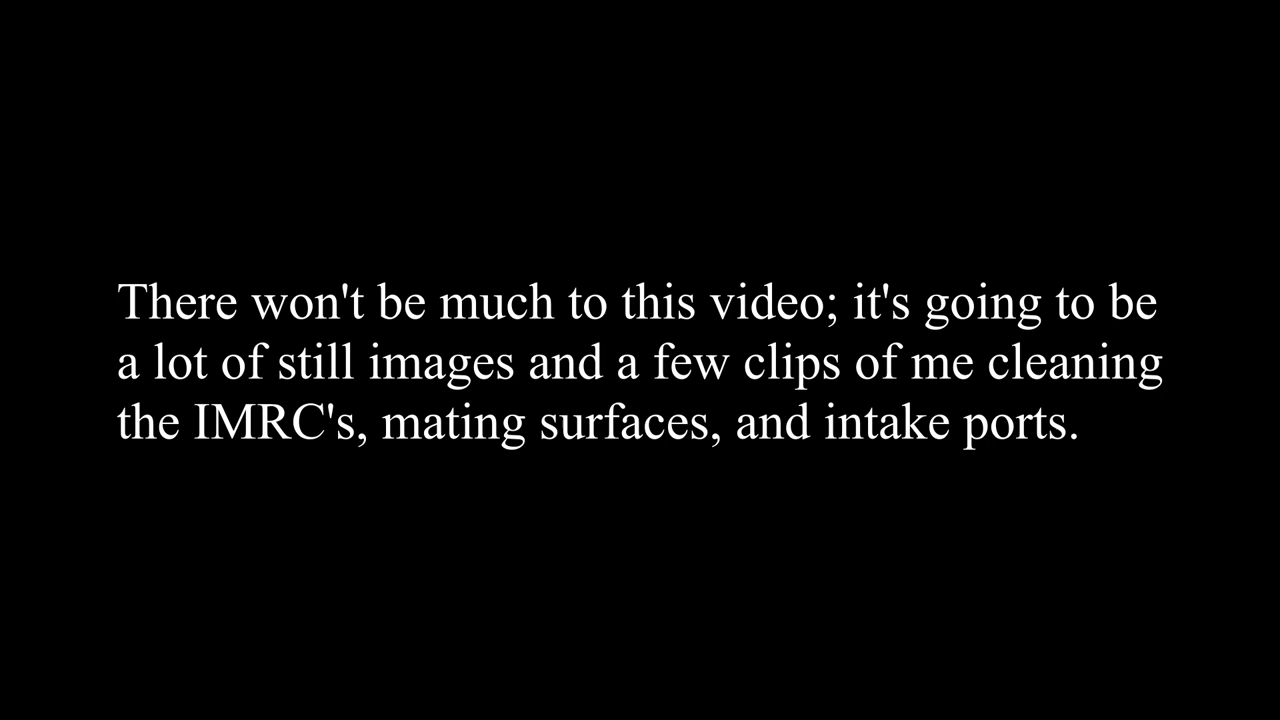 There won't be much to this video; it's going to be
a lot of still images and a few clips of me cleaning
the IMRC's, mating surfaces, and intake ports.